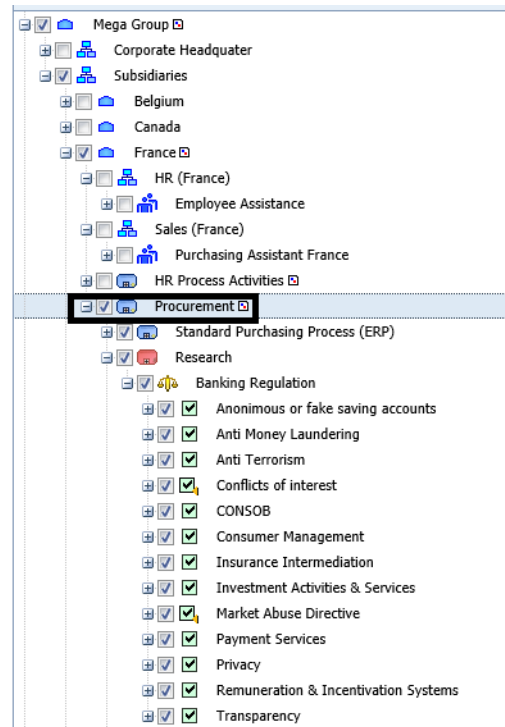 Mega Group
Corporate Headquater
Subsidiaries
Belgium
Canada
France
HR (France)
Employee Assistance
Sales (France)
Purchasing Assistant France
HR Process Activities
Procurement
Standard Purchasing Process (ERP)
Research
Banking Regulation
Anonimous or fake saving accounts
Anti Money Laundering
Anti Terrorism
Conflicts of interest
CONSOB
Consumer Management
Insurance Intermediation
Investment Activities & Services
Market Abuse Directive
Payment Services
Privacy
Remuneration & Incentivation Systems
Transparency